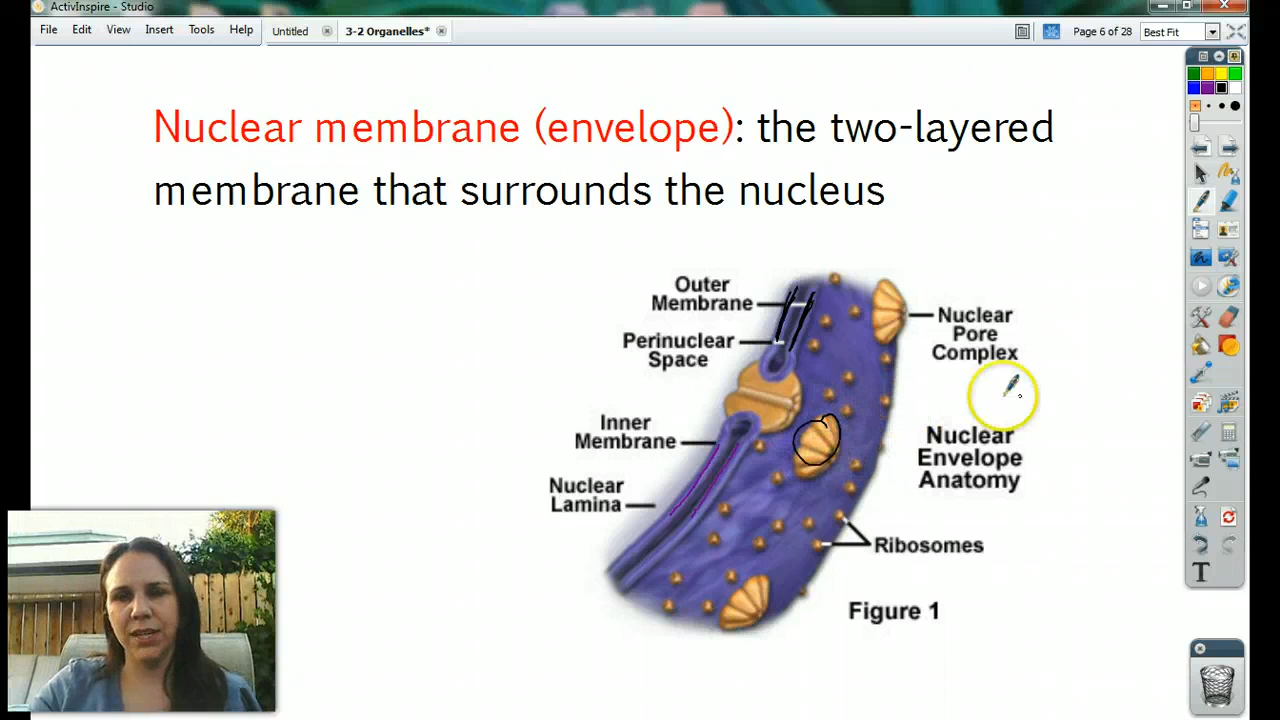 ActivInspire - Studio
File Edit View Insert Tools Help Untitled 3-2 Organelles* Page 6 of 28 Best Fit
Nuclear membrane (envelope): the two-layered
membrane that surrounds the nucleus
Outer
Membrane
Perinuclear
Space
Inner
Membrane
Nuclear
Lamina
Nuclear
Pore
Complex
Nuclear
Envelope
Anatomy
Ribosomes
Figure 1
T